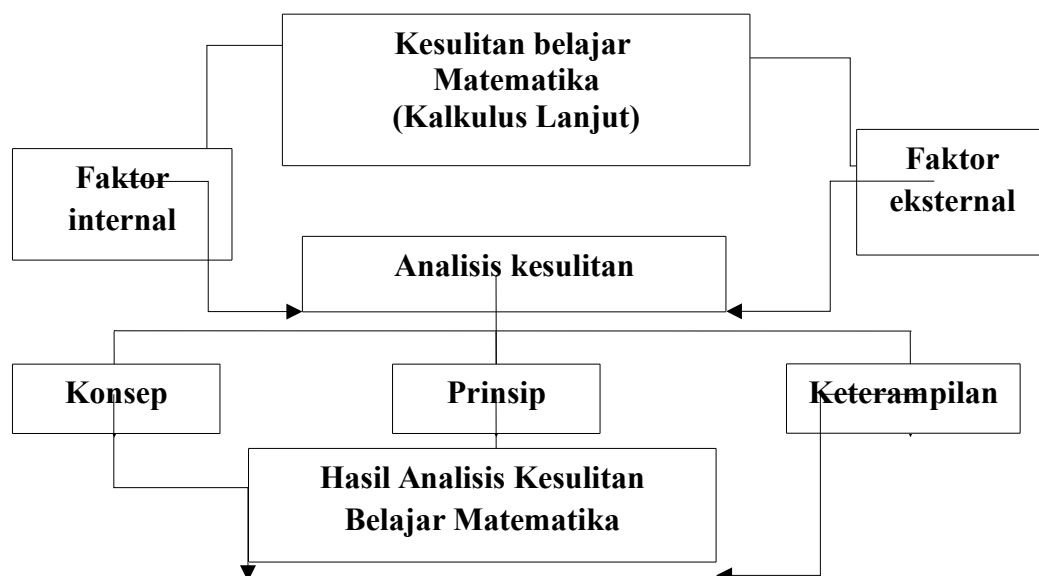 Kesulitan belajar
Matematika
(Kalkulus Lanjut)
Faktor
internal
Faktor
eksternal
Analisis kesulitan
Konsep
Prinsip
Keterampilan
Hasil Analisis Kesulitan
Belajar Matematika